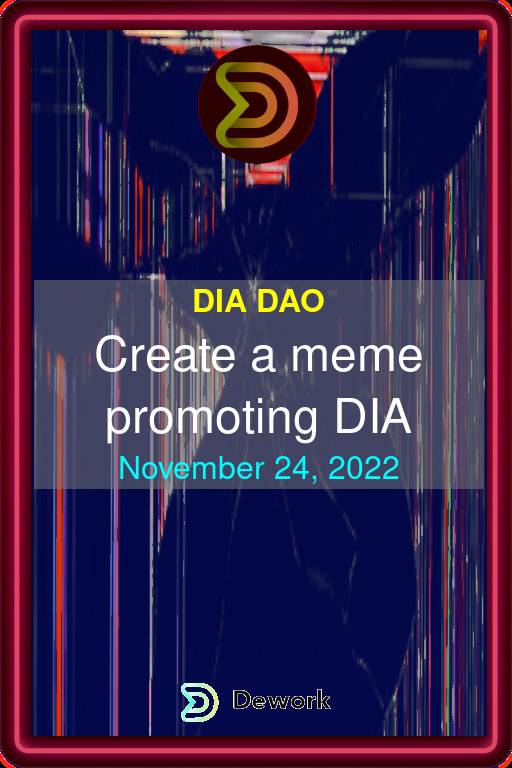 DIA DAO
Create a meme
promoting DIA
November 24, 2022
Dework